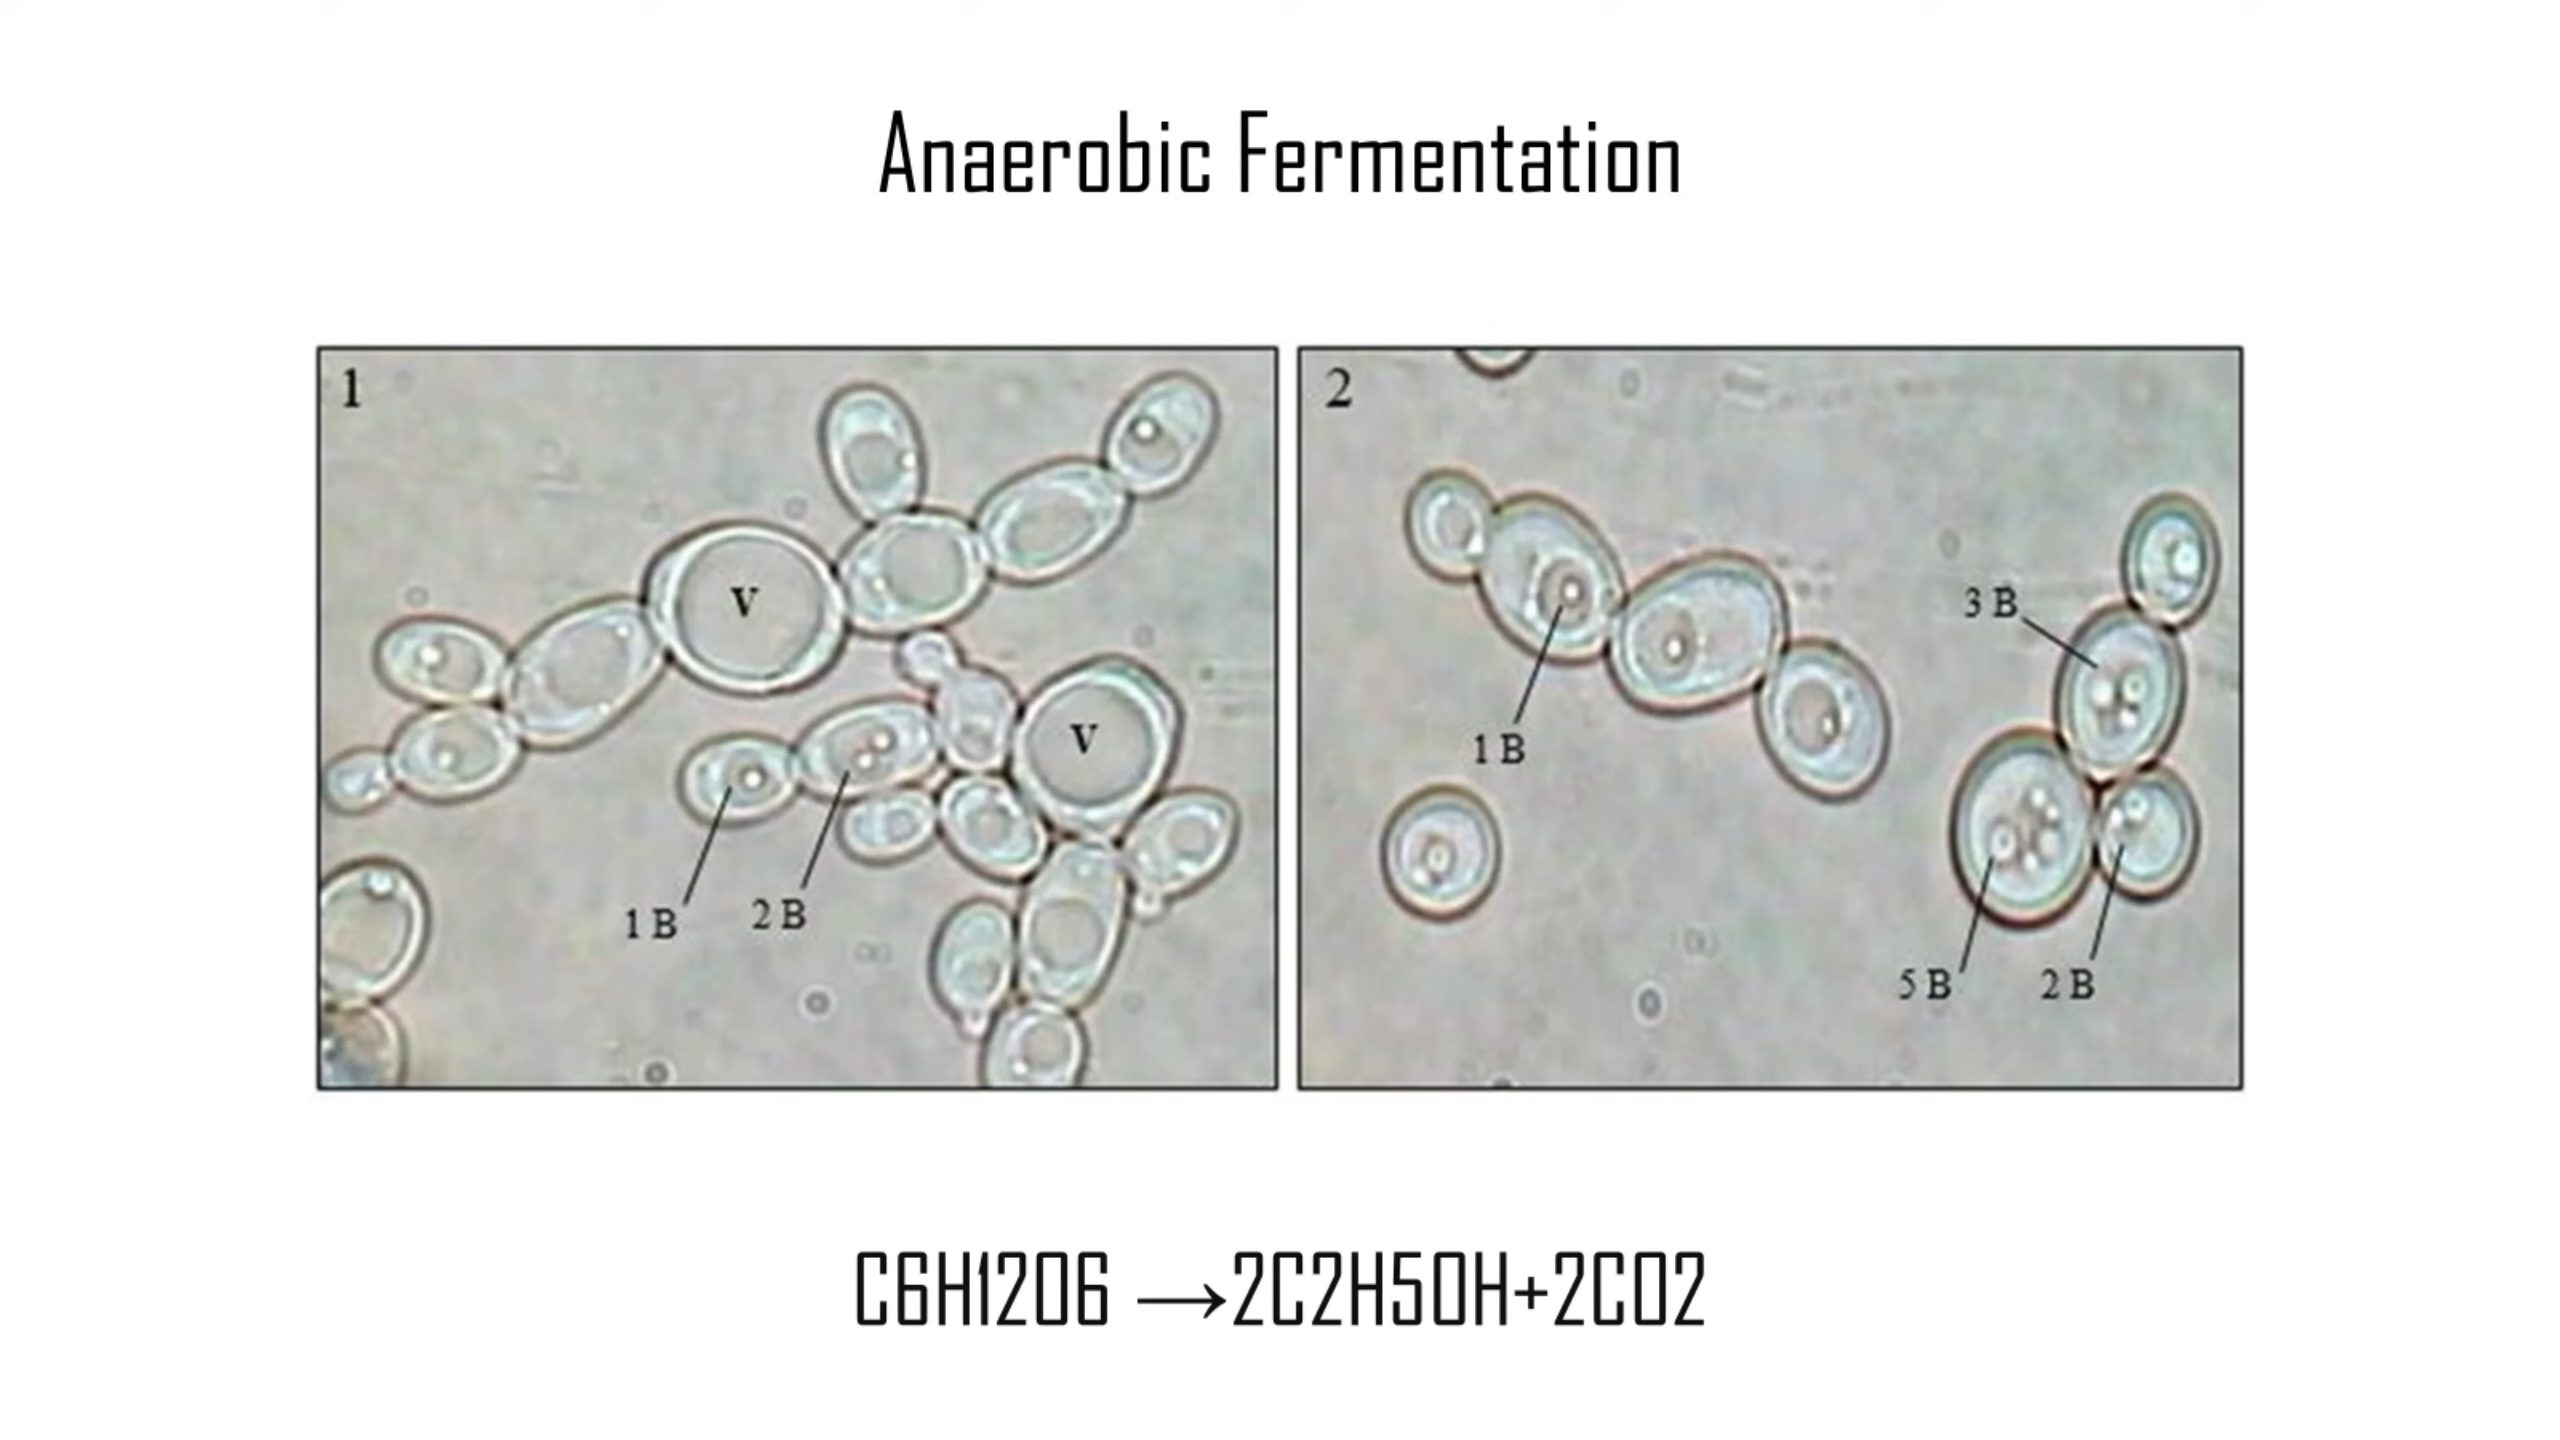 Anaerobic Fermentation
1
V
V
1 B
2 B
2
3 B
1 B
5 B
2 B
C6H12O6 →2C2H5OH+2CO2